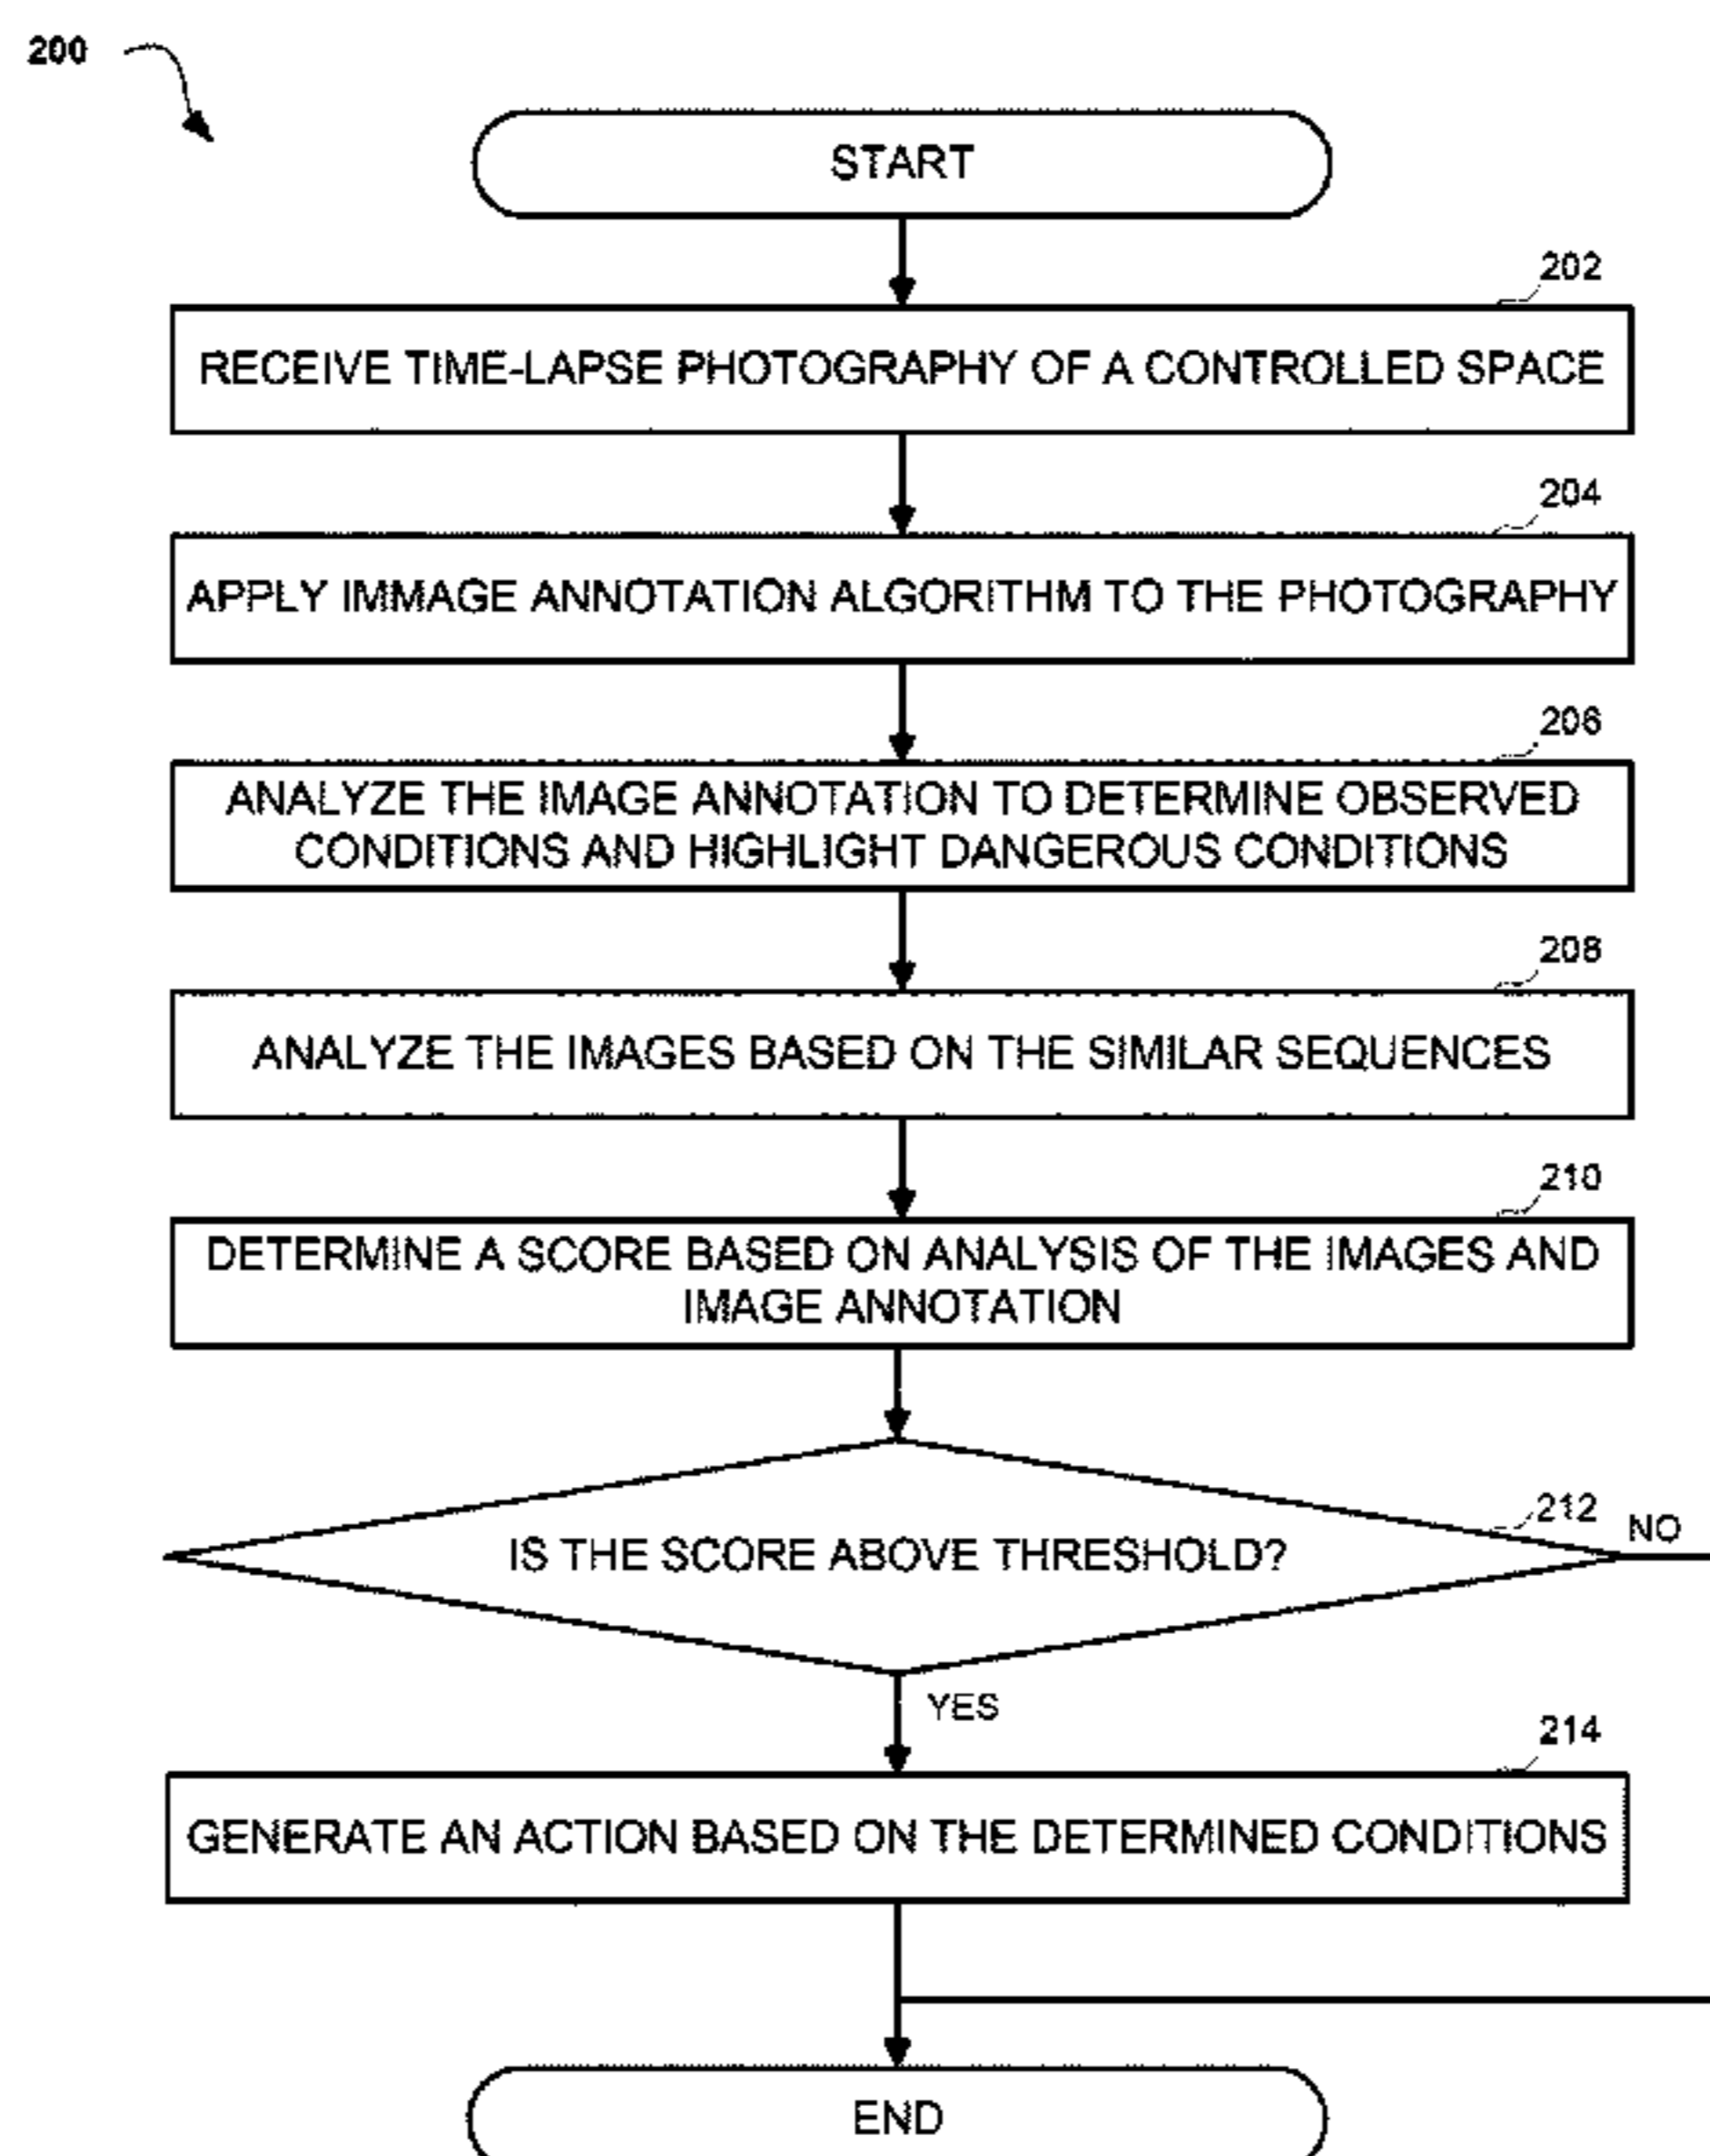 200
START
202
RECEIVE TIME-LAPSE PHOTOGRAPHY OF A CONTROLLED SPACE
204
APPLY IMMAGE ANNOTATION ALGORITHM TO THE PHOTOGRAPHY
206
ANALYZE THE IMAGE ANNOTATION TO DETERMINE OBSERVED
CONDITIONS AND HIGHLIGHT DANGEROUS CONDITIONS
208
ANALYZE THE IMAGES BASED ON THE SIMILAR SEQUENCES
210
DETERMINE A SCORE BASED ON ANALYSIS OF THE IMAGES AND
IMAGE ANNOTATION
212
NO
IS THE SCORE ABOVE THRESHOLD?
YES
214
GENERATE AN ACTION BASED ON THE DETERMINED CONDITIONS
END